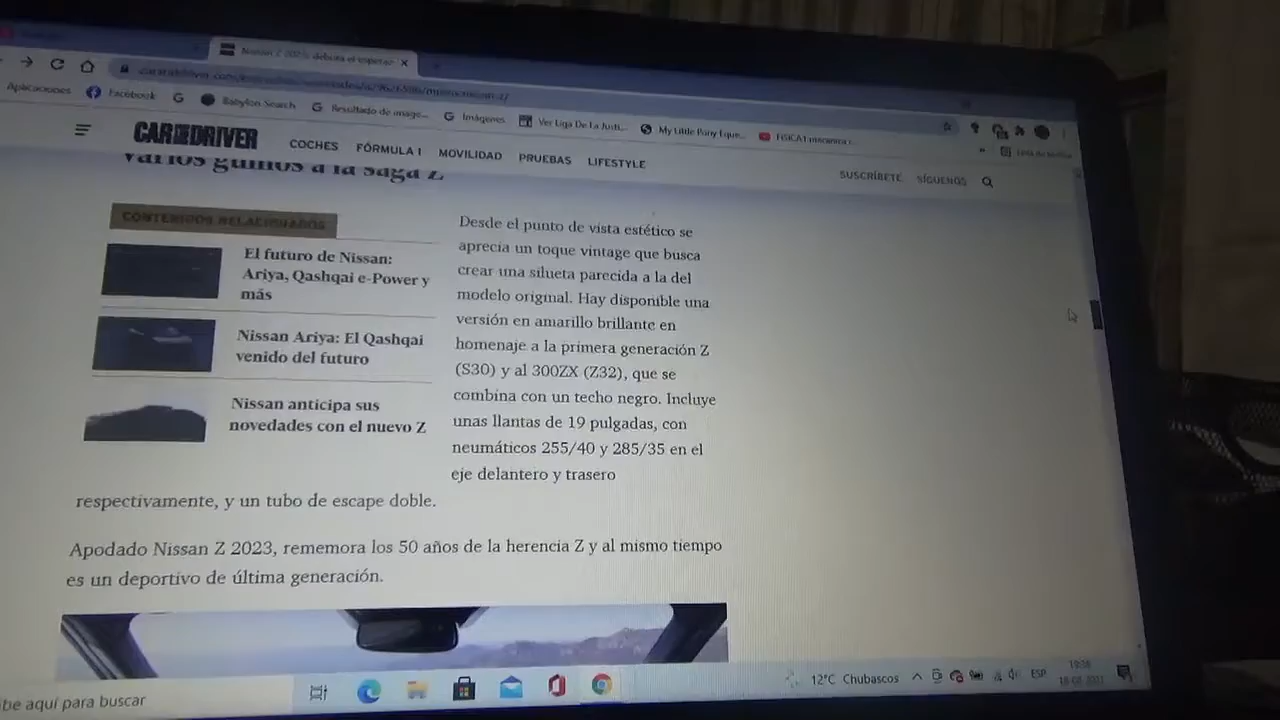 Nissan Z 2023: debuta el esperad
Aplicaciones
Facebook
G
Babylon Search
Resultado de image...
Imágenes
Ver Liga De La Justi...
My Little Pony Eque...
CAR DRIVER
COCHES
FÓRMULA 1
MOVILIDAD
PRUEBAS
LIFESTYLE
SUSCRÍBETE
SÍGUENOS
Varios guiños a la saga Z
CONTENIDOS RELACIONADOS
El futuro de Nissan:
Ariya, Qashqai e-Power y
más
Nissan Ariya: El Qashqai
venido del futuro
Nissan anticipa sus
novedades con el nuevo Z
Desde el punto de vista estético se
aprecia un toque vintage que busca
crear una silueta parecida a la del
modelo original. Hay disponible una
versión en amarillo brillante en
homenaje a la primera generación Z
(S30) y al 300ZX (Z32), que se
combina con un techo negro. Incluye
unas llantas de 19 pulgadas, con
neumáticos 255/40 y 285/35 en el
eje delantero y trasero
respectivamente, y un tubo de escape doble.
Apodado Nissan Z 2023, rememora los 50 años de la herencia Z y al mismo tiempo
es un deportivo de última generación.
be aquí para buscar
12°C Chubascos
ESP